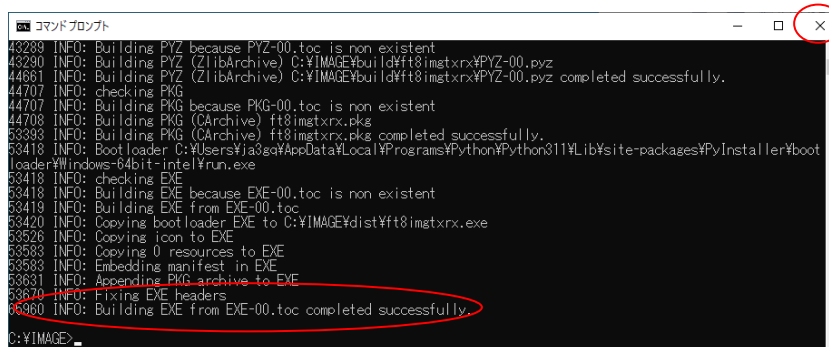 コマンド プロンプト
43289 INFO: Building PYZ because PYZ-00.toc is non existent
43290 INFO: Building PYZ (ZlibArchive) C:¥IMAGE¥build¥ft8imgtxrx¥PYZ-00.pyz
44661 INFO: Building PYZ (ZlibArchive) C:¥IMAGE¥build¥ft8imgtxrx¥PYZ-00.pyz completed successfully.
44707 INFO: checking PKG
44707 INFO: Building PKG because PKG-00.toc is non existent
44708 INFO: Building PKG (CArchive) ft8imgtxrx.pkg
53393 INFO: Building PKG (CArchive) ft8imgtxrx.pkg completed successfully.
53418 INFO: Bootloader C:¥Users¥ja3gq¥AppData¥Local¥Programs¥Python¥Python311¥Lib¥site-packages¥PyInstaller¥boot
loader¥Windows-64bit-intel¥run.exe
53418 INFO: checking EXE
53418 INFO: Building EXE because EXE-00.toc is non existent
53419 INFO: Building EXE from EXE-00.toc
53420 INFO: Copying bootloader EXE to C:¥IMAGE¥dist¥ft8imgtxrx.exe
53526 INFO: Copying icon to EXE
53583 INFO: Copying 0 resources to EXE
53583 INFO: Embedding manifest in EXE
53631 INFO: Appending PKG archive to EXE
53670 INFO: Fixing EXE headers
65960 INFO: Building EXE from EXE-00.toc completed successfully.
C:¥IMAGE>